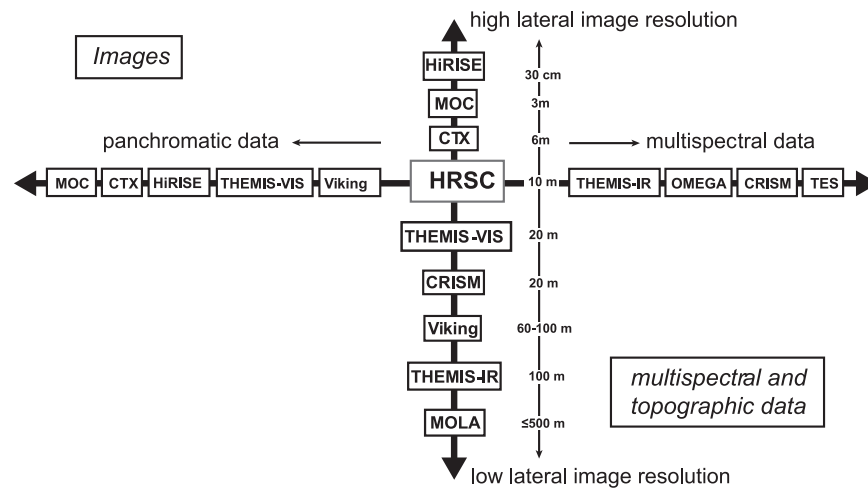 high lateral image resolution
Images
HiRISE
30 cm
MOC
3m
CTX
6m
panchromatic data
multispectral data
MOC
CTX
HiRISE
THEMIS-VIS
Viking
HRSC
10 m
THEMIS-IR
OMEGA
CRISM
TES
THEMIS-VIS
20 m
CRISM
20 m
Viking
60-100 m
THEMIS-IR
100 m
multispectral and
topographic data
MOLA
≤500 m
low lateral image resolution